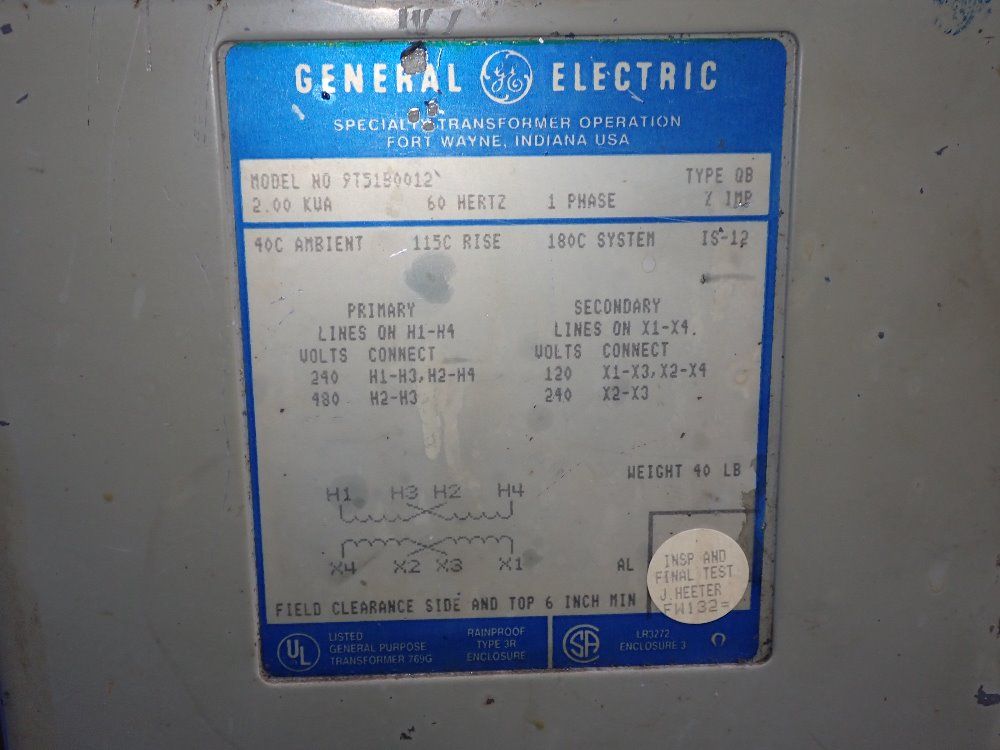 GENERAL GE ELECTRIC
SPECIALTY TRANSFORMER OPERATION
FORT WAYNE, INDIANA USA
MODEL NO 9T51B0012 TYPE QB
2.00 KVA 60 HERTZ 1 PHASE % IMP
40C AMBIENT 115C RISE 180C SYSTEM IS-12
PRIMARY
LINES ON H1-H4
VOLTS CONNECT
240 H1-H3,H2-H4
480 H2-H3
SECONDARY
LINES ON X1-X4.
VOLTS CONNECT
120 X1-X3,X2-X4
240 X2-X3
WEIGHT 40 LB
H1 H3 H2 H4
X4 X2 X3 X1
AL
INSP AND
FINAL TEST
J.HEETER
FW132=
FIELD CLEARANCE SIDE AND TOP 6 INCH MIN
UL
LISTED
GENERAL PURPOSE
TRANSFORMER 769G
RAINPROOF
TYPE 3R
ENCLOSURE
SA
LR3272
ENCLOSURE 3